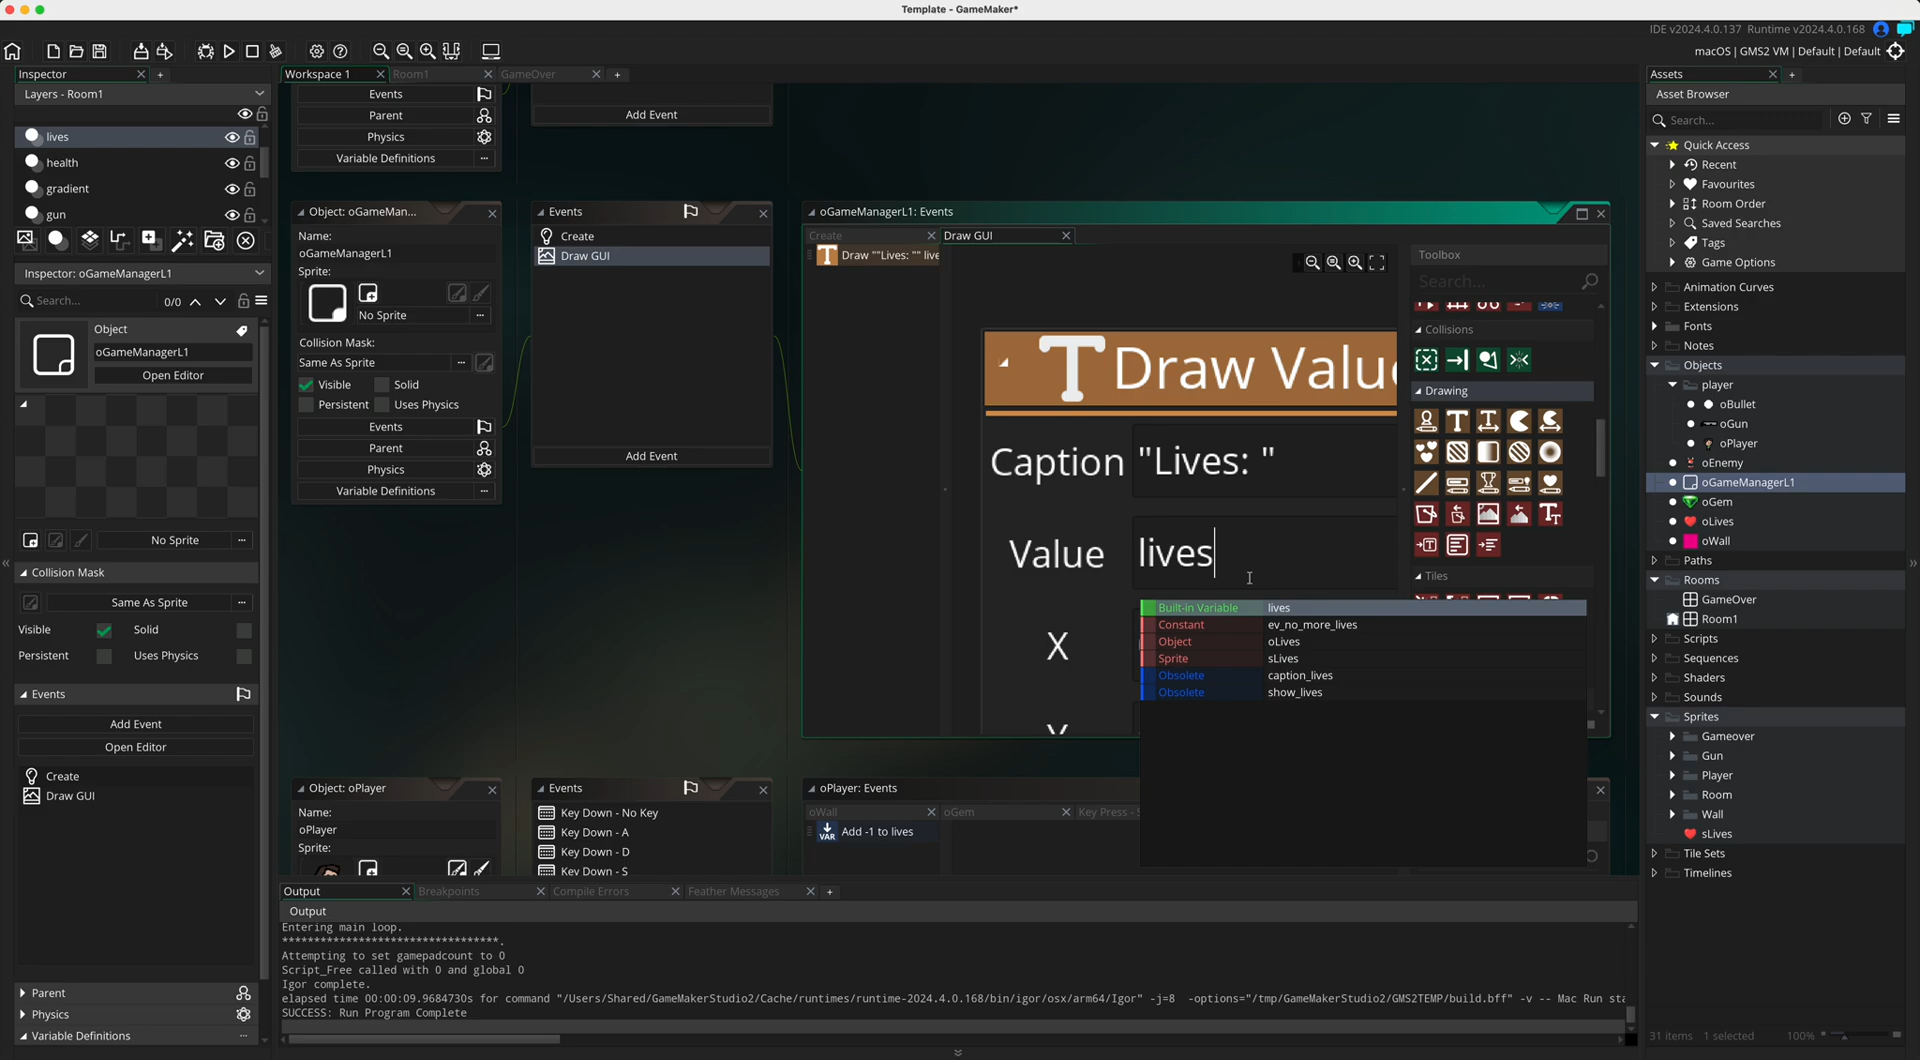 Template - GameMaker*
IDE v2024.4.0.137 Runtime v2024.4.0.168
macOS | GMS2 VM | Default | Default
Inspector
Layers - Room1
lives
health
gradient
gun
Inspector: oGameManagerL1
Search...
0/0
Object
oGameManagerL1
Open Editor
No Sprite
Collision Mask
Same As Sprite
Visible
Solid
Persistent
Uses Physics
Events
Add Event
Open Editor
Create
Draw GUI
Parent
Physics
Variable Definitions
Workspace 1
Room1
GameOver
Events
Parent
Physics
Variable Definitions
Add Event
Object: oGameMan...
Name:
oGameManagerL1
Sprite:
No Sprite
Collision Mask:
Same As Sprite
Visible
Solid
Persistent
Uses Physics
Events
Parent
Physics
Variable Definitions
Events
Create
Draw GUI
Add Event
oGameManagerL1: Events
Create
Draw GUI
Draw ""Lives: "" live
Draw Value
Caption
"Lives: "
Value
lives
X
Y
Built-in Variable lives
Constant ev_no_more_lives
Object oLives
Sprite sLives
Obsolete caption_lives
Obsolete show_lives
Toolbox
Search...
Collisions
Drawing
Tiles
Object: oPlayer
Name:
oPlayer
Sprite:
Events
Key Down - No Key
Key Down - A
Key Down - D
Key Down - S
oPlayer: Events
oWall
oGem
Key Press -
Add -1 to lives
Output
Breakpoints
Compile Errors
Feather Messages
Output
Entering main loop.
*********************************.
Attempting to set gamepadcount to 0
Script_Free called with 0 and global 0
Igor complete.
elapsed time 00:00:09.9684730s for command "/Users/Shared/GameMakerStudio2/Cache/runtimes/runtime-2024.4.0.168/bin/igor/osx/arm64/Igor" -j=8 -options="/tmp/GameMakerStudio2/GMS2TEMP/build.bff" -v -- Mac Run sta
SUCCESS: Run Program Complete
Assets
Asset Browser
Search...
Quick Access
Recent
Favourites
Room Order
Saved Searches
Tags
Game Options
Animation Curves
Extensions
Fonts
Notes
Objects
player
oBullet
oGun
oPlayer
oEnemy
oGameManagerL1
oGem
oLives
oWall
Paths
Rooms
GameOver
Room1
Scripts
Sequences
Shaders
Sounds
Sprites
Gameover
Gun
Player
Room
Wall
sLives
Tile Sets
Timelines
31 items 1 selected 100%